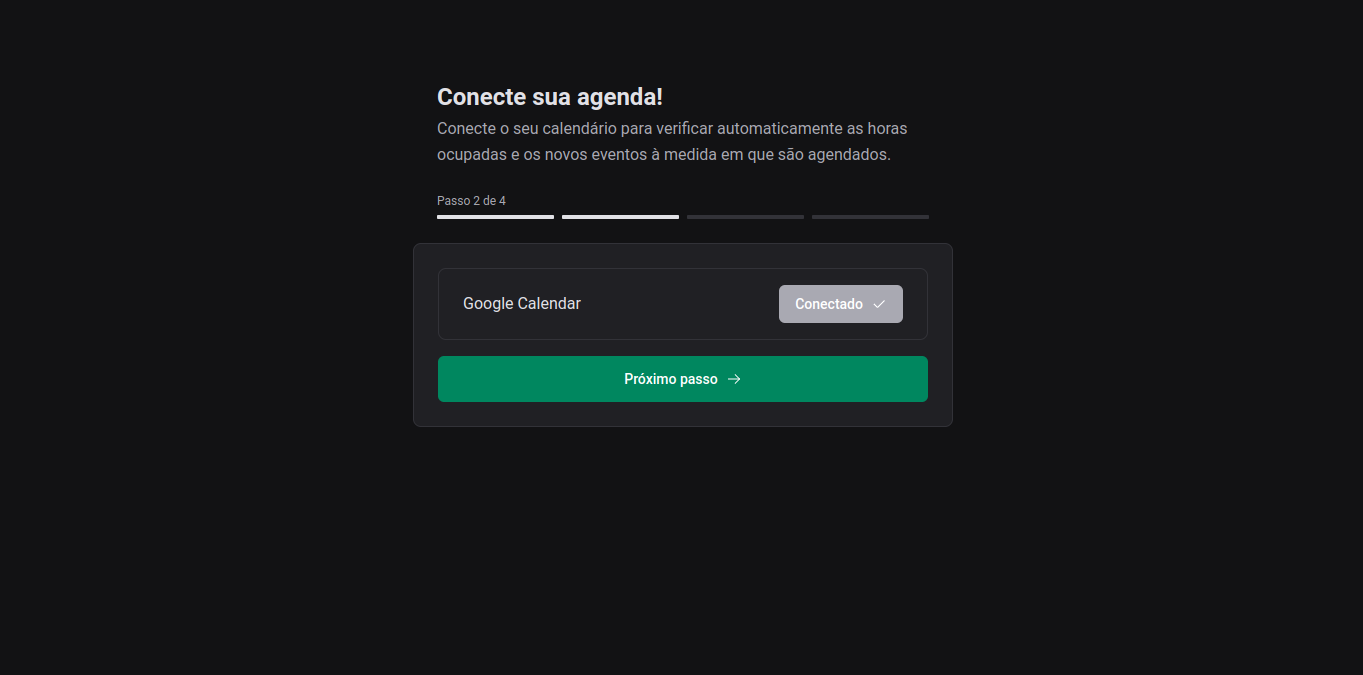 Conecte sua agenda!
Conecte o seu calendário para verificar automaticamente as horas
ocupadas e os novos eventos à medida em que são agendados.
Passo 2 de 4
Google Calendar
Conectado
Próximo passo